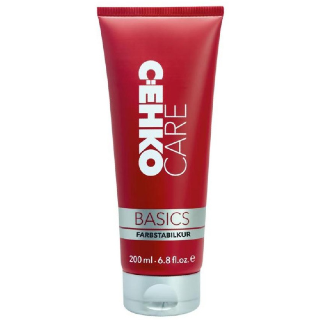 C:EHKO
CARE
BASICS
FARBSTABILKUR
200 ml - 6.8 fl.oz. ℮